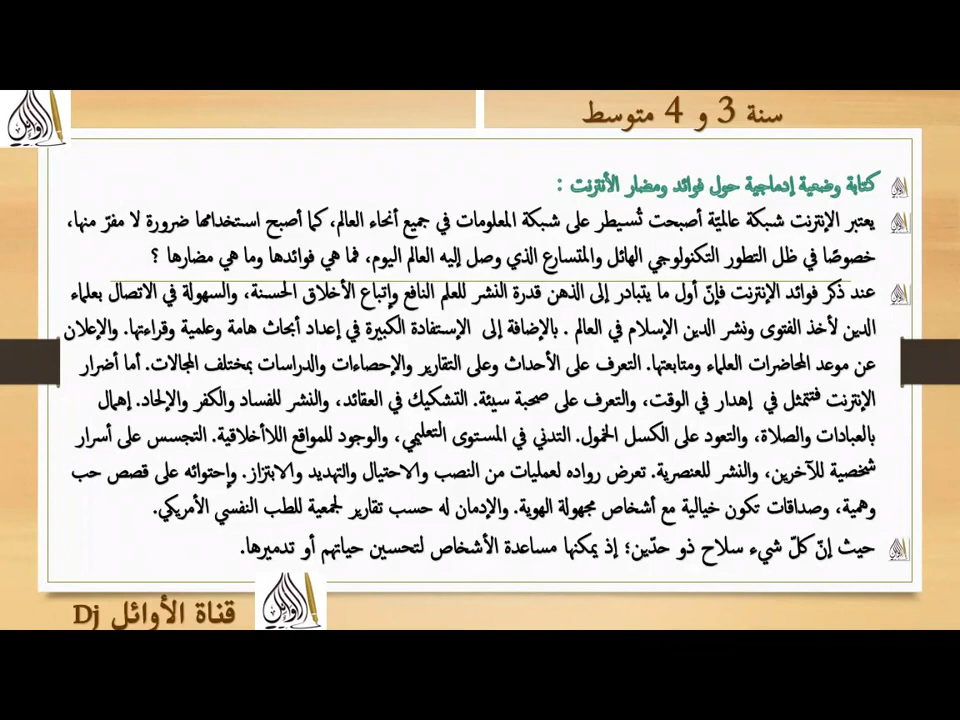 سنة 3 و 4 متوسط
كتابة وضعية إدماجية حول فوائد ومضار الأنترنت :
يعتبر الإنترنت شبكة عالميّة أصبحت تُسيطر على شبكة المعلومات في جميع أنحاء العالم، كما أصبح استخدامها ضرورة لا مفرّ منها،
خصوصًا في ظل التطور التكنولوجي الهائل والمتسارع الذي وصل إليه العالم اليوم، فما هي فوائدها وما هي مضارها ؟
عند ذكر فوائد الإنترنت فإنّ أول ما يتبادر إلى الذهن قدرة النشر للعلم النافع وإتباع الأخلاق الحسنة، والسهولة في الاتصال بعلماء
الدين لأخذ الفتوى ونشر الدين الإسلام في العالم . بالإضافة إلى الإستفادة الكبيرة في إعداد أبحاث هامة وعلمية وقراءتها. والإعلان
عن موعد المحاضرات العلماء ومتابعتها. التعرف على الأحداث وعلى التقارير والإحصاءات والدراسات بمختلف المجالات. أما أضرار
الإنترنت فتتمثل في إهدار في الوقت، والتعرف على صحبة سيئة. التشكيك في العقائد، والنشر للفساد والكفر والإلحاد. إهمال
بالعبادات والصلاة، والتعود على الكسل الخمول. التدني في المستوى التعليمي، والوجود للمواقع اللاأخلاقية. التجسس على أسرار
شخصية للآخرين، والنشر للعنصرية. تعرض رواده لعمليات من النصب والاحتيال والتهديد والابتزاز. وإحتوائه على قصص حب
وهمية، وصداقات تكون خيالية مع أشخاص مجهولة الهوية. والإدمان له حسب تقارير لجمعية للطب النفسي الأمريكي.
حيث إنّ كلّ شيء سلاح ذو حدّين؛ إذ يمكنها مساعدة الأشخاص لتحسين حياتهم أو تدميرها.
قناة الأوائل Dj